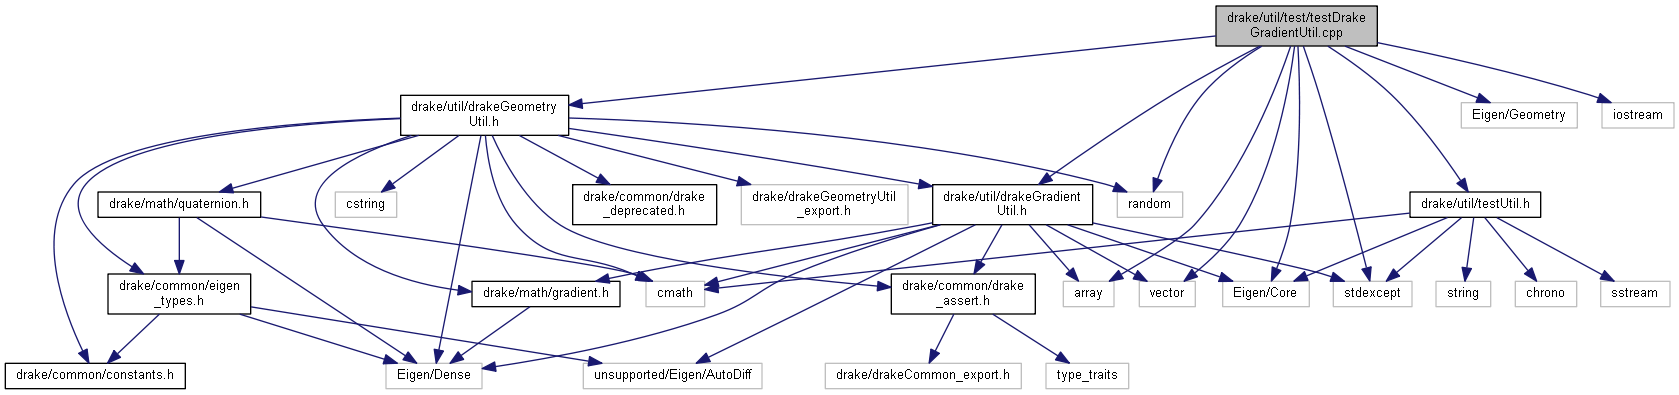 drake/util/test/testDrake
GradientUtil.cpp
drake/util/drakeGeometry
Util.h
Eigen/Geometry
iostream
drake/math/quaternion.h
cstring
drake/common/drake
_deprecated.h
drake/drakeGeometryUtil
_export.h
drake/util/drakeGradient
Util.h
random
drake/util/testUtil.h
drake/common/eigen
_types.h
drake/math/gradient.h
cmath
drake/common/drake
_assert.h
array
vector
Eigen/Core
stdexcept
string
chrono
sstream
drake/common/constants.h
Eigen/Dense
unsupported/Eigen/AutoDiff
drake/drakeCommon_export.h
type_traits